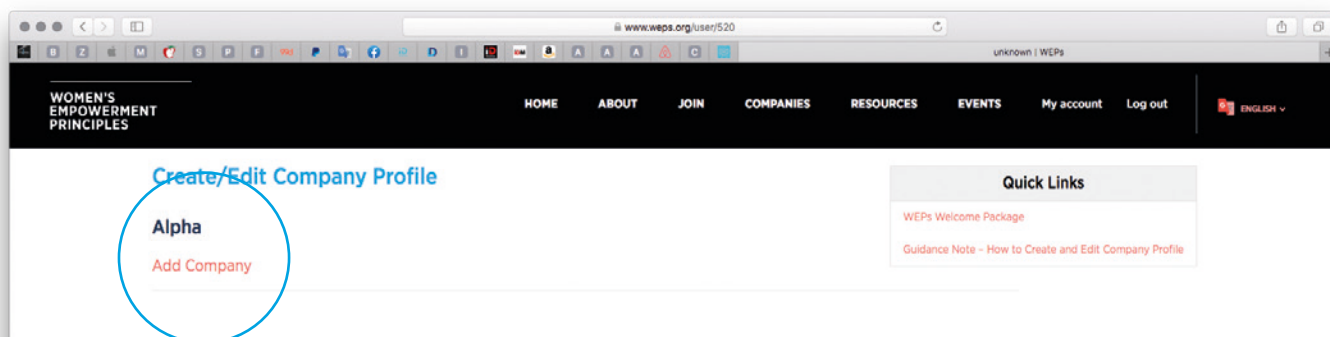 www.weps.org/user/520
unknown | WEPs
WOMEN'S
EMPOWERMENT
PRINCIPLES
HOME ABOUT JOIN COMPANIES RESOURCES EVENTS My account Log out ENGLISH
Create/Edit Company Profile
Quick Links
Alpha
WEPs Welcome Package
Add Company
Guidance Note – How to Create and Edit Company Profile